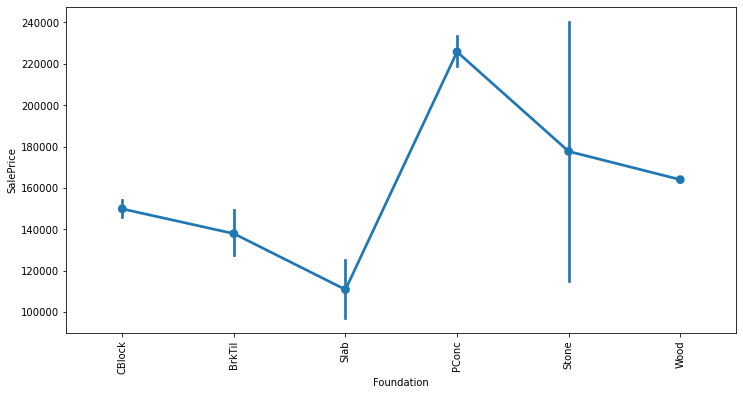 240000
220000
200000
180000
160000
140000
120000
100000
SalePrice
CBlock
BrkTil
Slab
PConc
Stone
Wood
Foundation